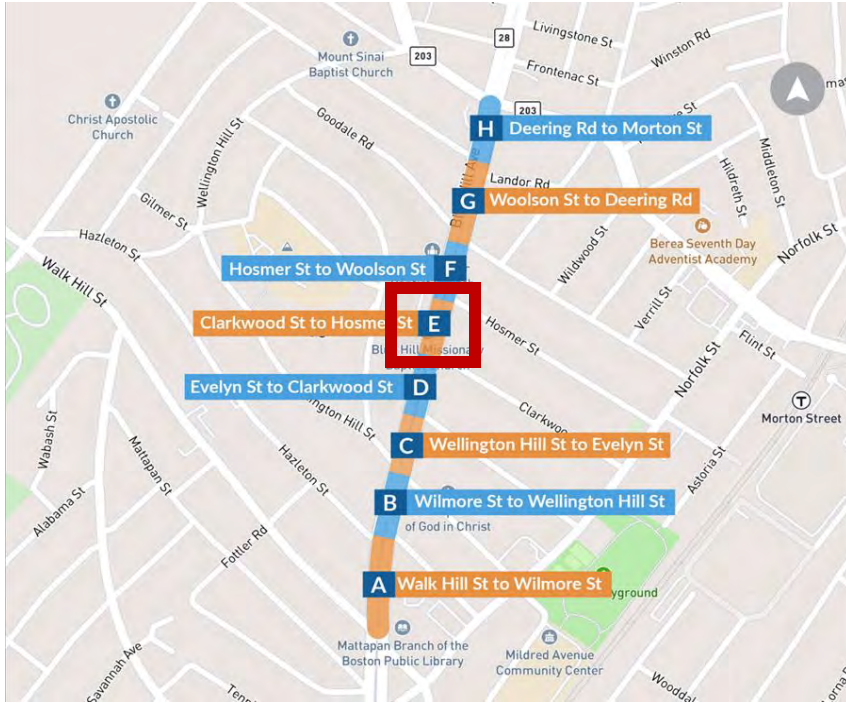 Livingstone St
28
Winston Rd
Mount Sinai
Baptist Church
203
Frontenac St
Christ Apostolic
Church
Goodale Rd
203
H Deering Rd to Morton St
Wellington Hill St
Landor Rd
Middleton St
Hildreth St
Gilmer St
G Woolson St to Deering Rd
Hazleton St
Berea Seventh Day
Adventist Academy
Norfolk St
Walk Hill St
Wildwood St
Hosmer St to Woolson St F
Verrill St
Clarkwood St to Hosmer St E
Hosmer St
Flint St
Blue Hill Missionary
Norfolk St
Evelyn St to Clarkwood St D
Morton Street
Wabash St
Mattapan St
Hazleton St
C Wellington Hill St to Evelyn St
Astoria St
Alabama St
B Wilmore St to Wellington Hill St
of God in Christ
Fottler Rd
A Walk Hill St to Wilmore St
Mattapan Branch of the
Boston Public Library
Mildred Avenue
Community Center
Savannah Ave